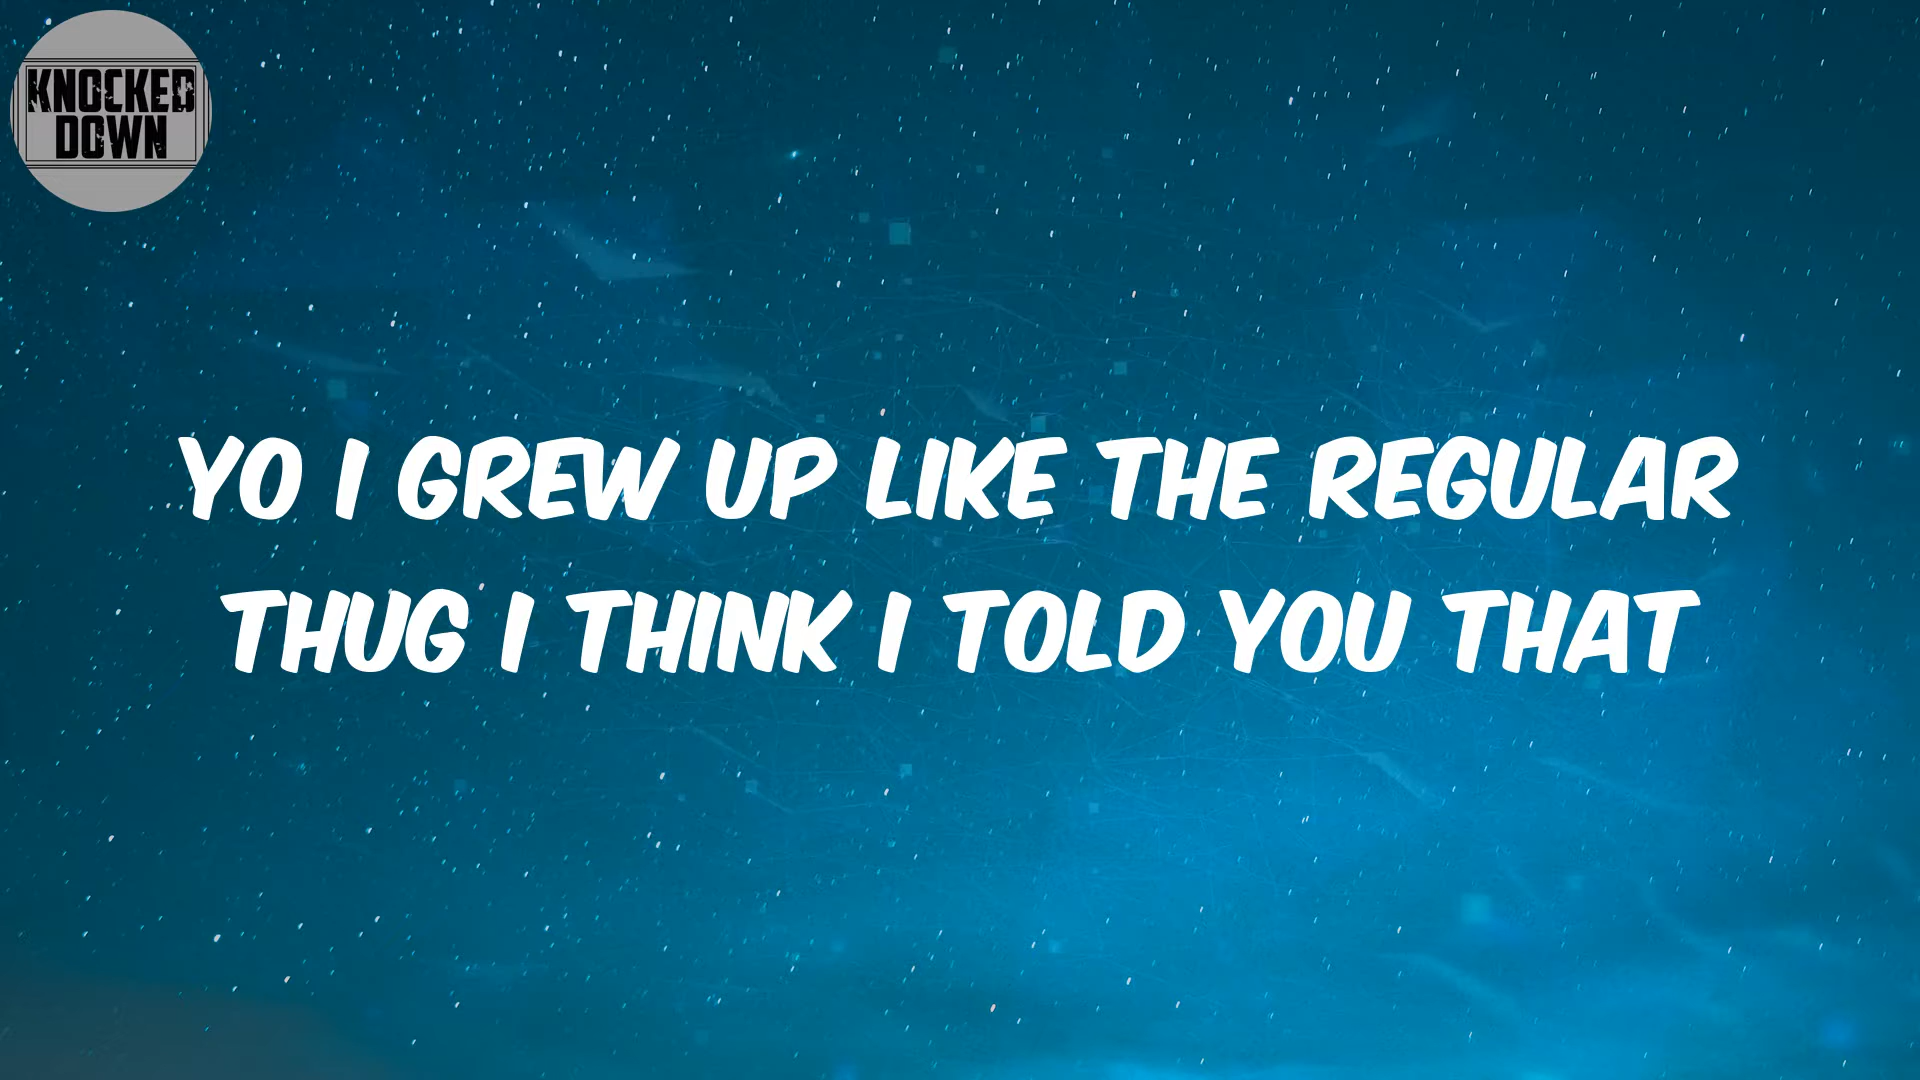 KNOCKED
DOWN
YO I GREW UP LIKE THE REGULAR
THUG I THINK I TOLD YOU THAT